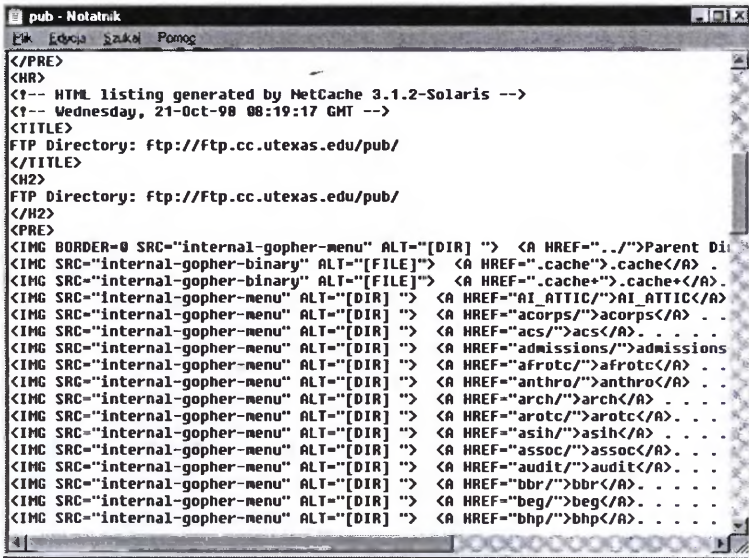 pub - Notatnik
Plik Edycja Szukaj Pomoc
</PRE>
<HR>
<!-- HTML listing generated by NetCache 3.1.2-Solaris -->
<!-- Wednesday, 21-Oct-98 08:19:17 GMT -->
<TITLE>
FTP Directory: ftp://ftp.cc.utexas.edu/pub/
</TITLE>
<H2>
FTP Directory: ftp://ftp.cc.utexas.edu/pub/
</H2>
<PRE>
<IMG BORDER=0 SRC="internal-gopher-menu" ALT="[DIR] "> <A HREF="../">Parent Di
<IMG SRC="internal-gopher-binary" ALT="[FILE]"> <A HREF=".cache">.cache</A> .
<IMG SRC="internal-gopher-binary" ALT="[FILE]"> <A HREF=".cache+">.cache+</A>.
<IMG SRC="internal-gopher-menu" ALT="[DIR] "> <A HREF="AI_ATTIC/">AI_ATTIC</A>
<IMG SRC="internal-gopher-menu" ALT="[DIR] "> <A HREF="acorps/">acorps</A> . .
<IMG SRC="internal-gopher-menu" ALT="[DIR] "> <A HREF="acs/">acs</A>. . . . .
<IMG SRC="internal-gopher-menu" ALT="[DIR] "> <A HREF="admissions/">admissions
<IMG SRC="internal-gopher-menu" ALT="[DIR] "> <A HREF="afrotc/">afrotc</A> . .
<IMG SRC="internal-gopher-menu" ALT="[DIR] "> <A HREF="anthro/">anthro</A> . .
<IMG SRC="internal-gopher-menu" ALT="[DIR] "> <A HREF="arch/">arch</A> . . . .
<IMG SRC="internal-gopher-menu" ALT="[DIR] "> <A HREF="arotc/">arotc</A>. . .
<IMG SRC="internal-gopher-menu" ALT="[DIR] "> <A HREF="asih/">asih</A> . . . .
<IMG SRC="internal-gopher-menu" ALT="[DIR] "> <A HREF="assoc/">assoc</A>. . .
<IMG SRC="internal-gopher-menu" ALT="[DIR] "> <A HREF="audit/">audit</A>. . .
<IMG SRC="internal-gopher-menu" ALT="[DIR] "> <A HREF="bbr/">bbr</A>. . . . .
<IMG SRC="internal-gopher-menu" ALT="[DIR] "> <A HREF="beg/">beg</A>. . . . .
<IMG SRC="internal-gopher-menu" ALT="[DIR] "> <A HREF="bhp/">bhp</A>. . . . .